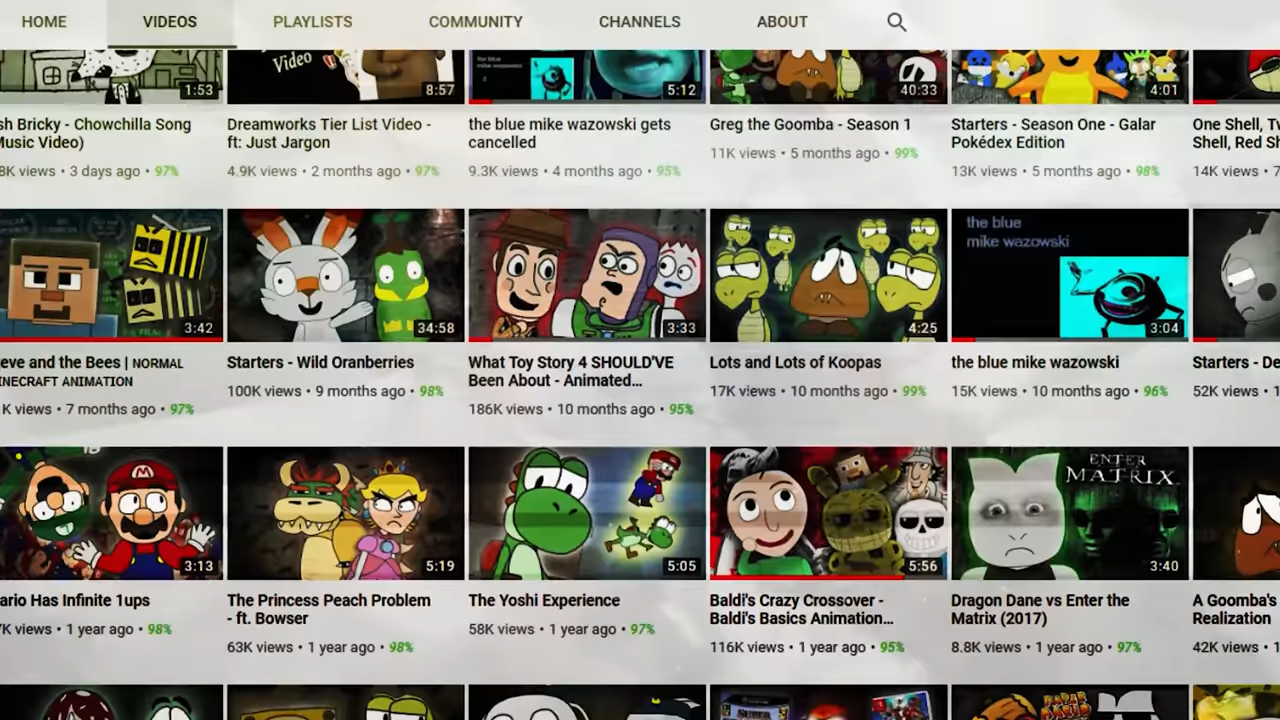 HOME VIDEOS PLAYLISTS COMMUNITY CHANNELS ABOUT
Video
the blue
mike wazowski
1:53 8:57 5:12 40:33 4:01
sh Bricky - Chowchilla Song
Music Video)
8K views • 3 days ago • 97%
Dreamworks Tier List Video -
ft: Just Jargon
4.9K views • 2 months ago • 97%
the blue mike wazowski gets
cancelled
9.3K views • 4 months ago • 95%
Greg the Goomba - Season 1
11K views • 5 months ago • 99%
Starters - Season One - Galar
Pokédex Edition
13K views • 5 months ago • 98%
One Shell, Tw
Shell, Red Sh
14K views • 7
the blue
mike wazowski
3:42 34:58 3:33 4:25 3:04
eve and the Bees | NORMAL
INECRAFT ANIMATION
K views • 7 months ago • 97%
Starters - Wild Oranberries
100K views • 9 months ago • 98%
What Toy Story 4 SHOULD'VE
Been About - Animated...
186K views • 10 months ago • 95%
Lots and Lots of Koopas
17K views • 10 months ago • 99%
the blue mike wazowski
15K views • 10 months ago • 96%
Starters - De
52K views • 1
M
ENTER
MATRIX
3:13 5:19 5:05 5:56 3:40
ario Has Infinite 1ups
7K views • 1 year ago • 98%
The Princess Peach Problem
- ft. Bowser
63K views • 1 year ago • 98%
The Yoshi Experience
58K views • 1 year ago • 97%
Baldi's Crazy Crossover -
Baldi's Basics Animation...
116K views • 1 year ago • 95%
Dragon Dane vs Enter the
Matrix (2017)
8.8K views • 1 year ago • 97%
A Goomba's
Realization
42K views • 1
SUPER
PAPER
MARIO